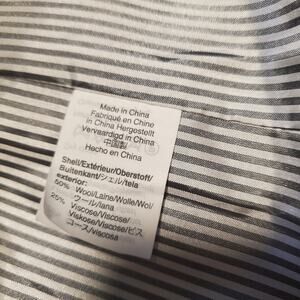 Made in China
Fabriqué en Chine
in China Hergestellt
Vervaardigd in China
中国製
Hecho en China
Shell/Extérieur/Oberstoff/
Buitenkant/シェル/tela
exterior:
60% Wool/Laine/Wolle/Wol/
ウール/lana
25% Viscose/Viscose/
Viskose/Viscose/ビス
コース/viscosa